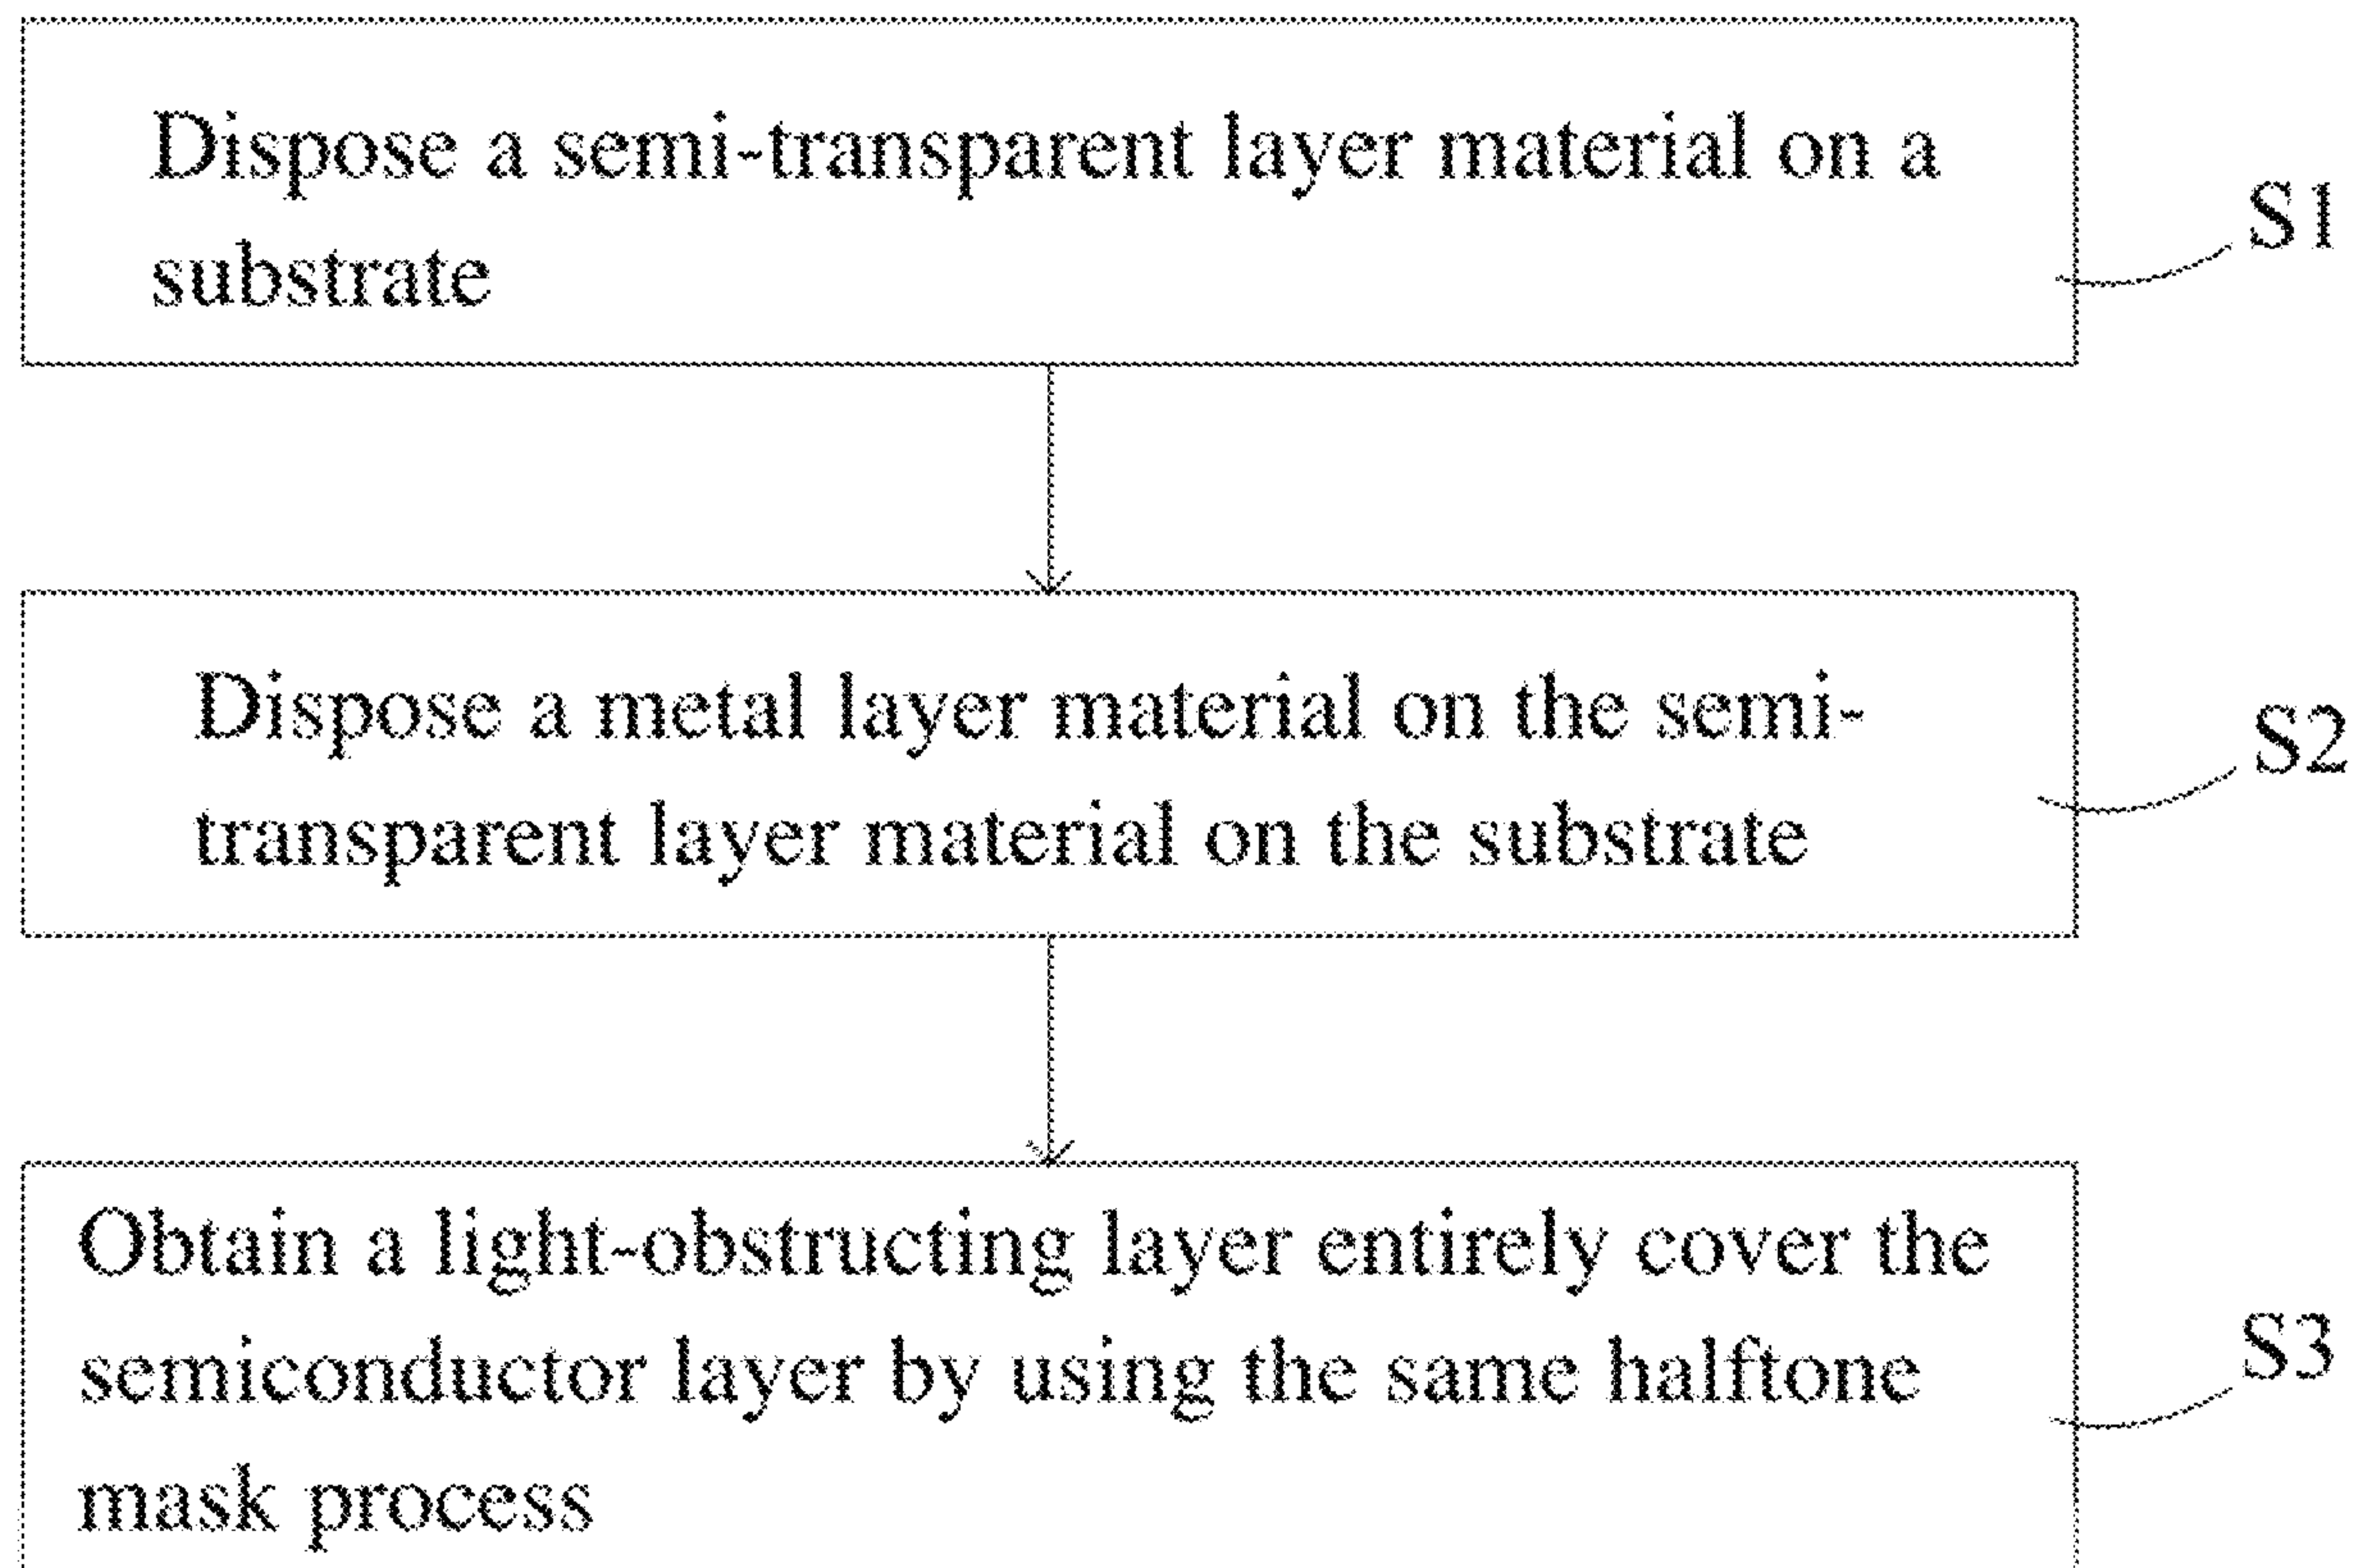 Dispose a semi-transparent layer material on a
substrate
S1
Dispose a metal layer material on the semi-
transparent layer material on the substrate
S2
Obtain a light-obstructing layer entirely cover the
semiconductor layer by using the same halftone
mask process
S3